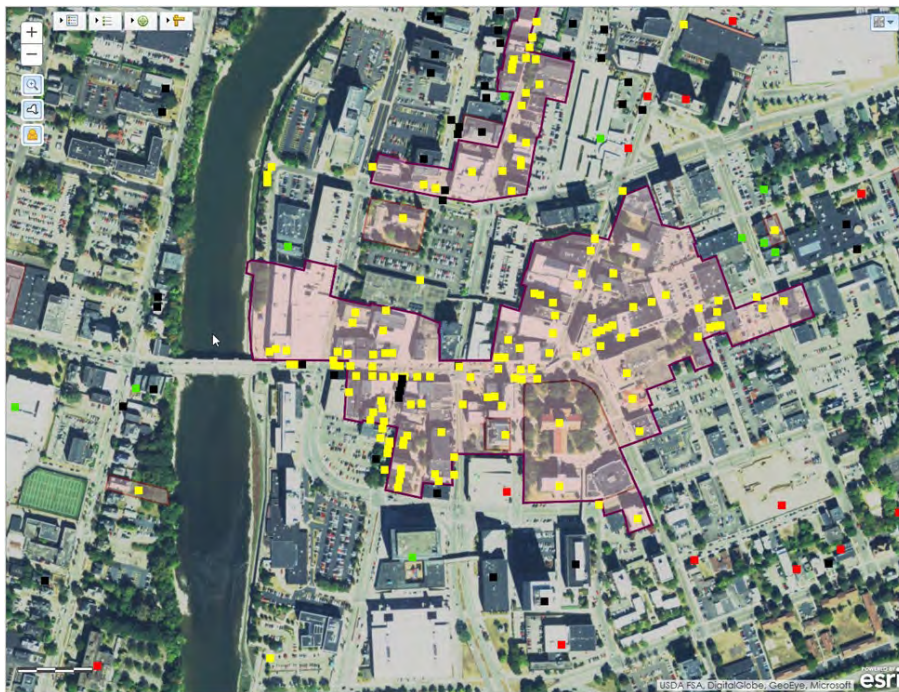 +
−
USDA FSA, DigitalGlobe, GeoEye, Microsoft
POWERED BY
esri